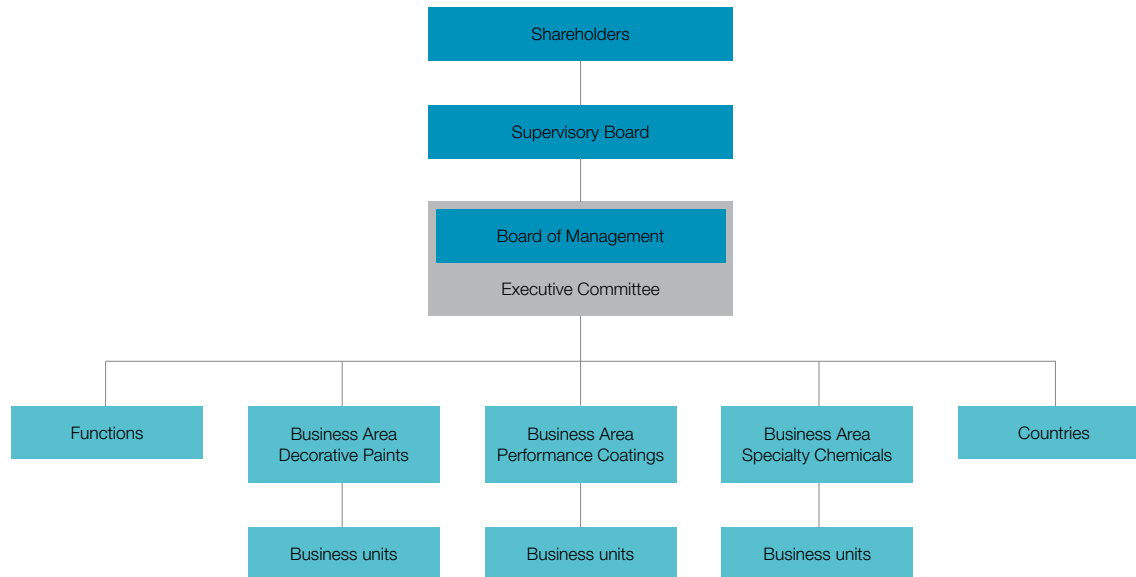 Shareholders
Supervisory Board
Board of Management
Executive Committee
Functions
Business Area
Decorative Paints
Business Area
Performance Coatings
Business Area
Specialty Chemicals
Countries
Business units
Business units
Business units